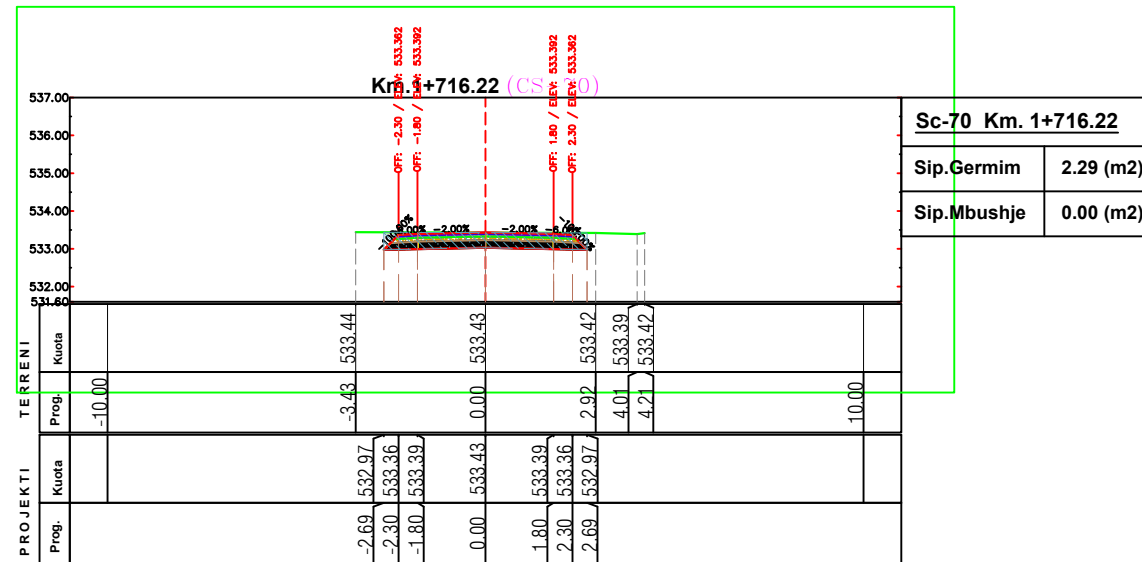 OFF: -2.30 / ELEV: 533.362
OFF: -1.80 / ELEV: 533.392
OFF: 1.80 / ELEV: 533.392
OFF: 2.30 / ELEV: 533.362
Km. 1+716.22
537.00
536.00
535.00
534.00
533.00
532.00
531.60
-2.00%
-2.00%
Sc-70 Km. 1+716.22
Sip.Germim 2.29 (m2)
Sip.Mbushje 0.00 (m2)
TERRENI
Kuota 533.44 533.43 533.42 533.39 533.42
Prog. -10.00 -3.43 0.00 2.92 4.01 4.21 10.00
PROJEKTI
Kuota 532.97 533.36 533.39 533.43 533.39 533.36 532.97
Prog. -2.69 -2.30 -1.80 0.00 1.80 2.30 2.69